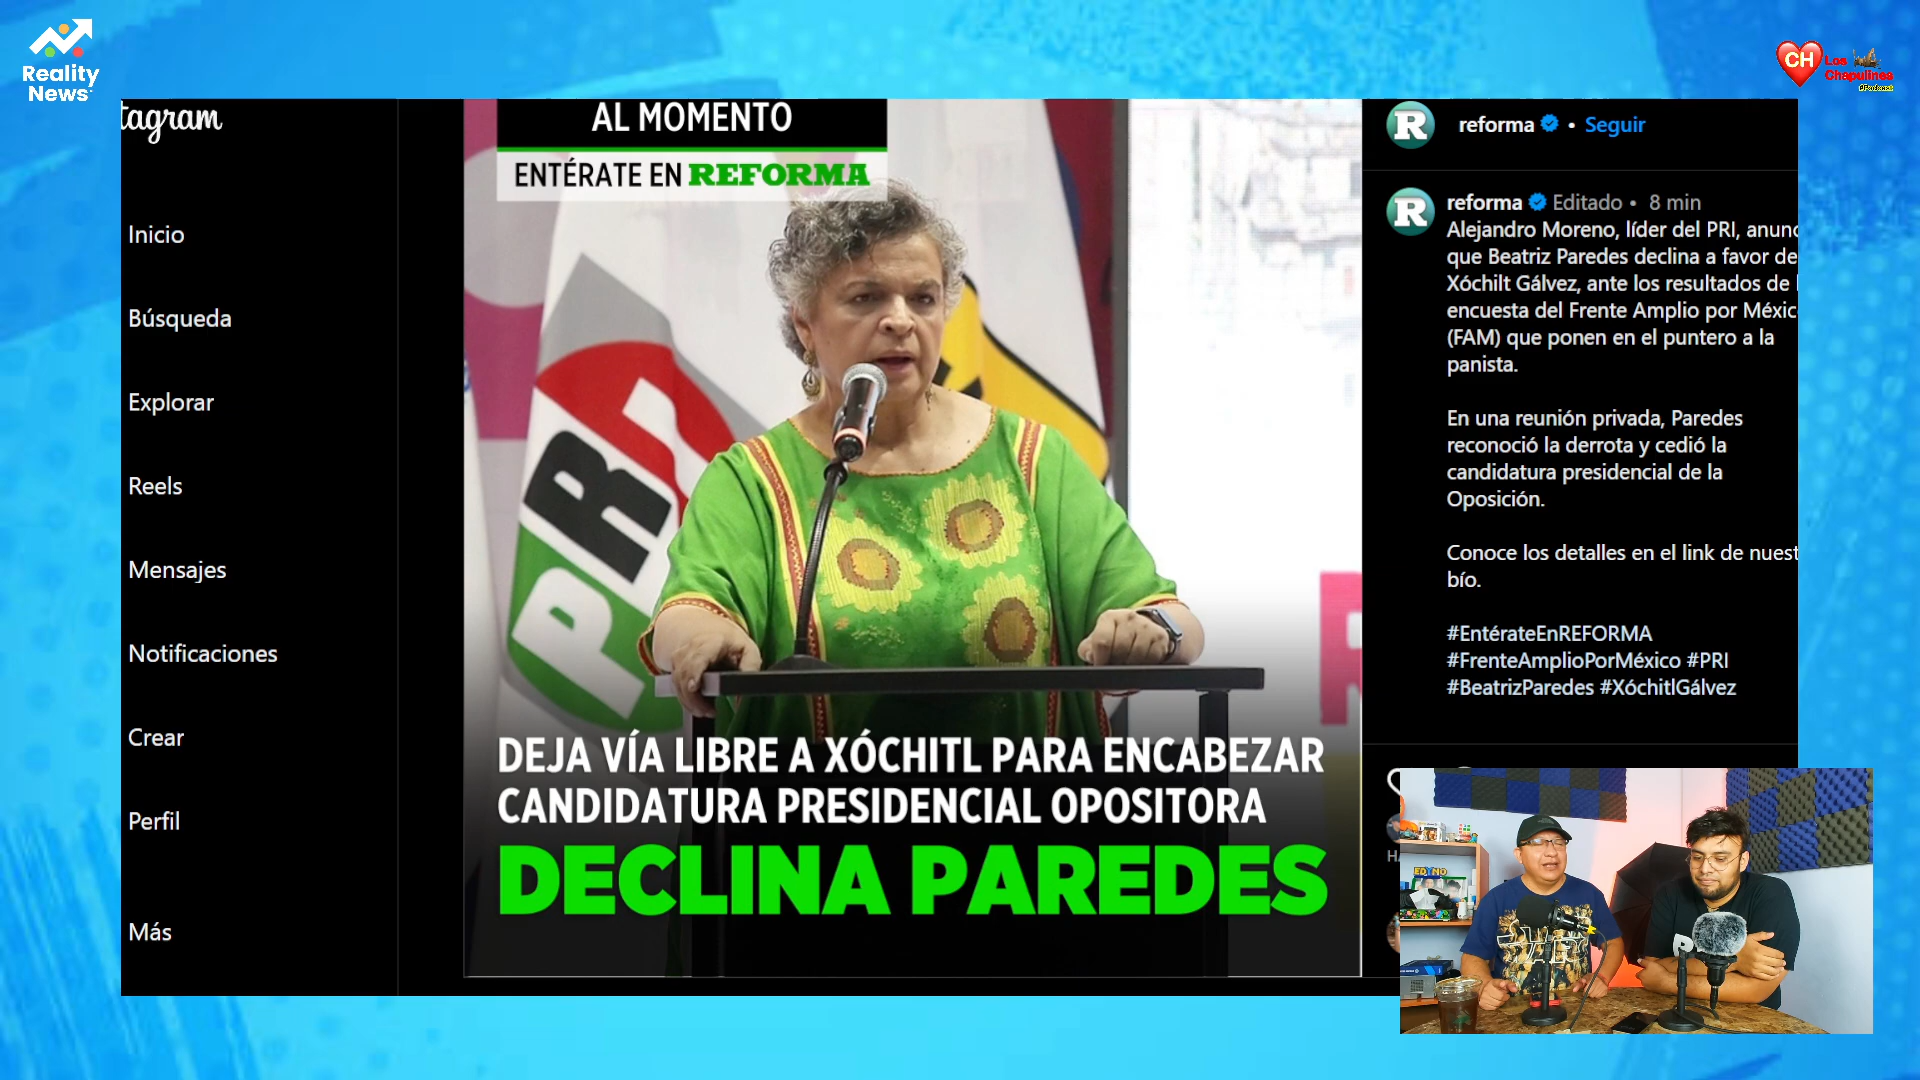 Reality
News
CH
Los
Chapulines
#Podcast
tagram
Inicio
Búsqueda
Explorar
Reels
Mensajes
Notificaciones
Crear
Perfil
Más
AL MOMENTO
ENTÉRATE EN REFORMA
PRI
DEJA VÍA LIBRE A XÓCHITL PARA ENCABEZAR
CANDIDATURA PRESIDENCIAL OPOSITORA
DECLINA PAREDES
R
reforma • Seguir
R
reforma Editado • 8 min
Alejandro Moreno, líder del PRI, anunc
que Beatriz Paredes declina a favor de
Xóchilt Gálvez, ante los resultados de l
encuesta del Frente Amplio por Méxic
(FAM) que ponen en el puntero a la
panista.
En una reunión privada, Paredes
reconoció la derrota y cedió la
candidatura presidencial de la
Oposición.
Conoce los detalles en el link de nuest
bío.
#EntérateEnREFORMA
#FrenteAmplioPorMéxico #PRI
#BeatrizParedes #XóchitlGálvez